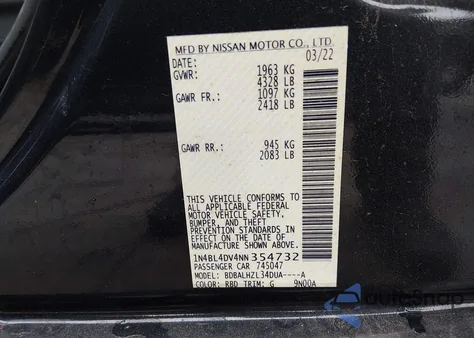 MFD BY NISSAN MOTOR CO., LTD
DATE: 03/22
GVWR: 1963 KG
4328 LB
GAWR FR.: 1097 KG
2418 LB
GAWR RR.: 945 KG
2083 LB
THIS VEHICLE CONFORMS TO
ALL APPLICABLE FEDERAL
MOTOR VEHICLE SAFETY,
BUMPER, AND THEFT
PREVENTION STANDARDS
IN EFFECT ON THE DATE OF
MANUFACTURE SHOWN ABOVE.
1N4BL4DV4NN354732
PASSENGER CAR 745047
MODEL: BDBALHZL34DUA----A
COLOR: RBD TRIM: G 9N00A
autoSnap